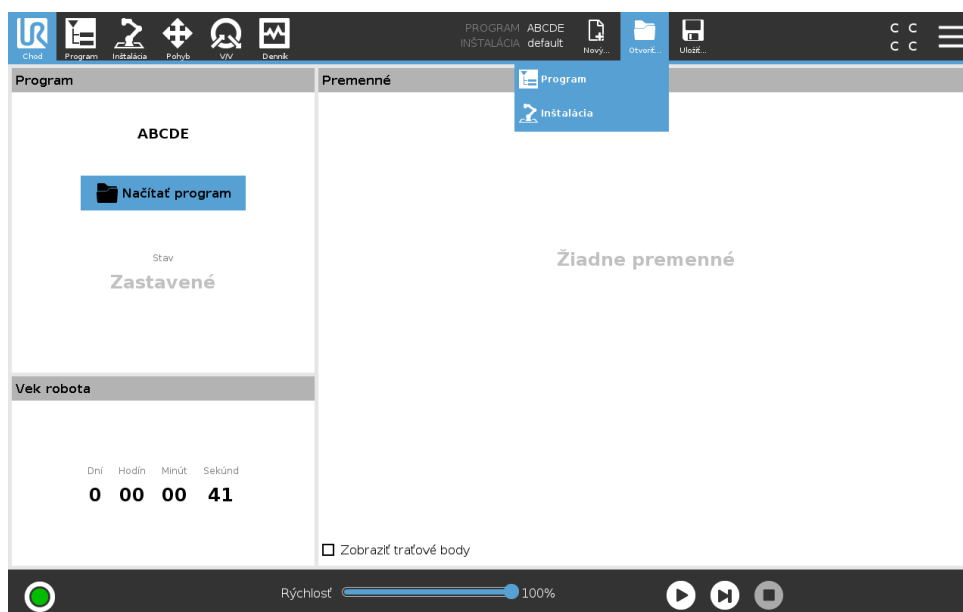 UR
Chod
Program
Inštalácia
Pohyb
V/V
Denník
PROGRAM ABCDE
INŠTALÁCIA default
Nový...
Otvoriť...
Uložiť...
C C
C C
Program
Premenné
Program
Inštalácia
ABCDE
Načítať program
Stav
Zastavené
Žiadne premenné
Vek robota
Dní Hodín Minút Sekúnd
0 00 00 41
Zobraziť traťové body
Rýchlosť 100%